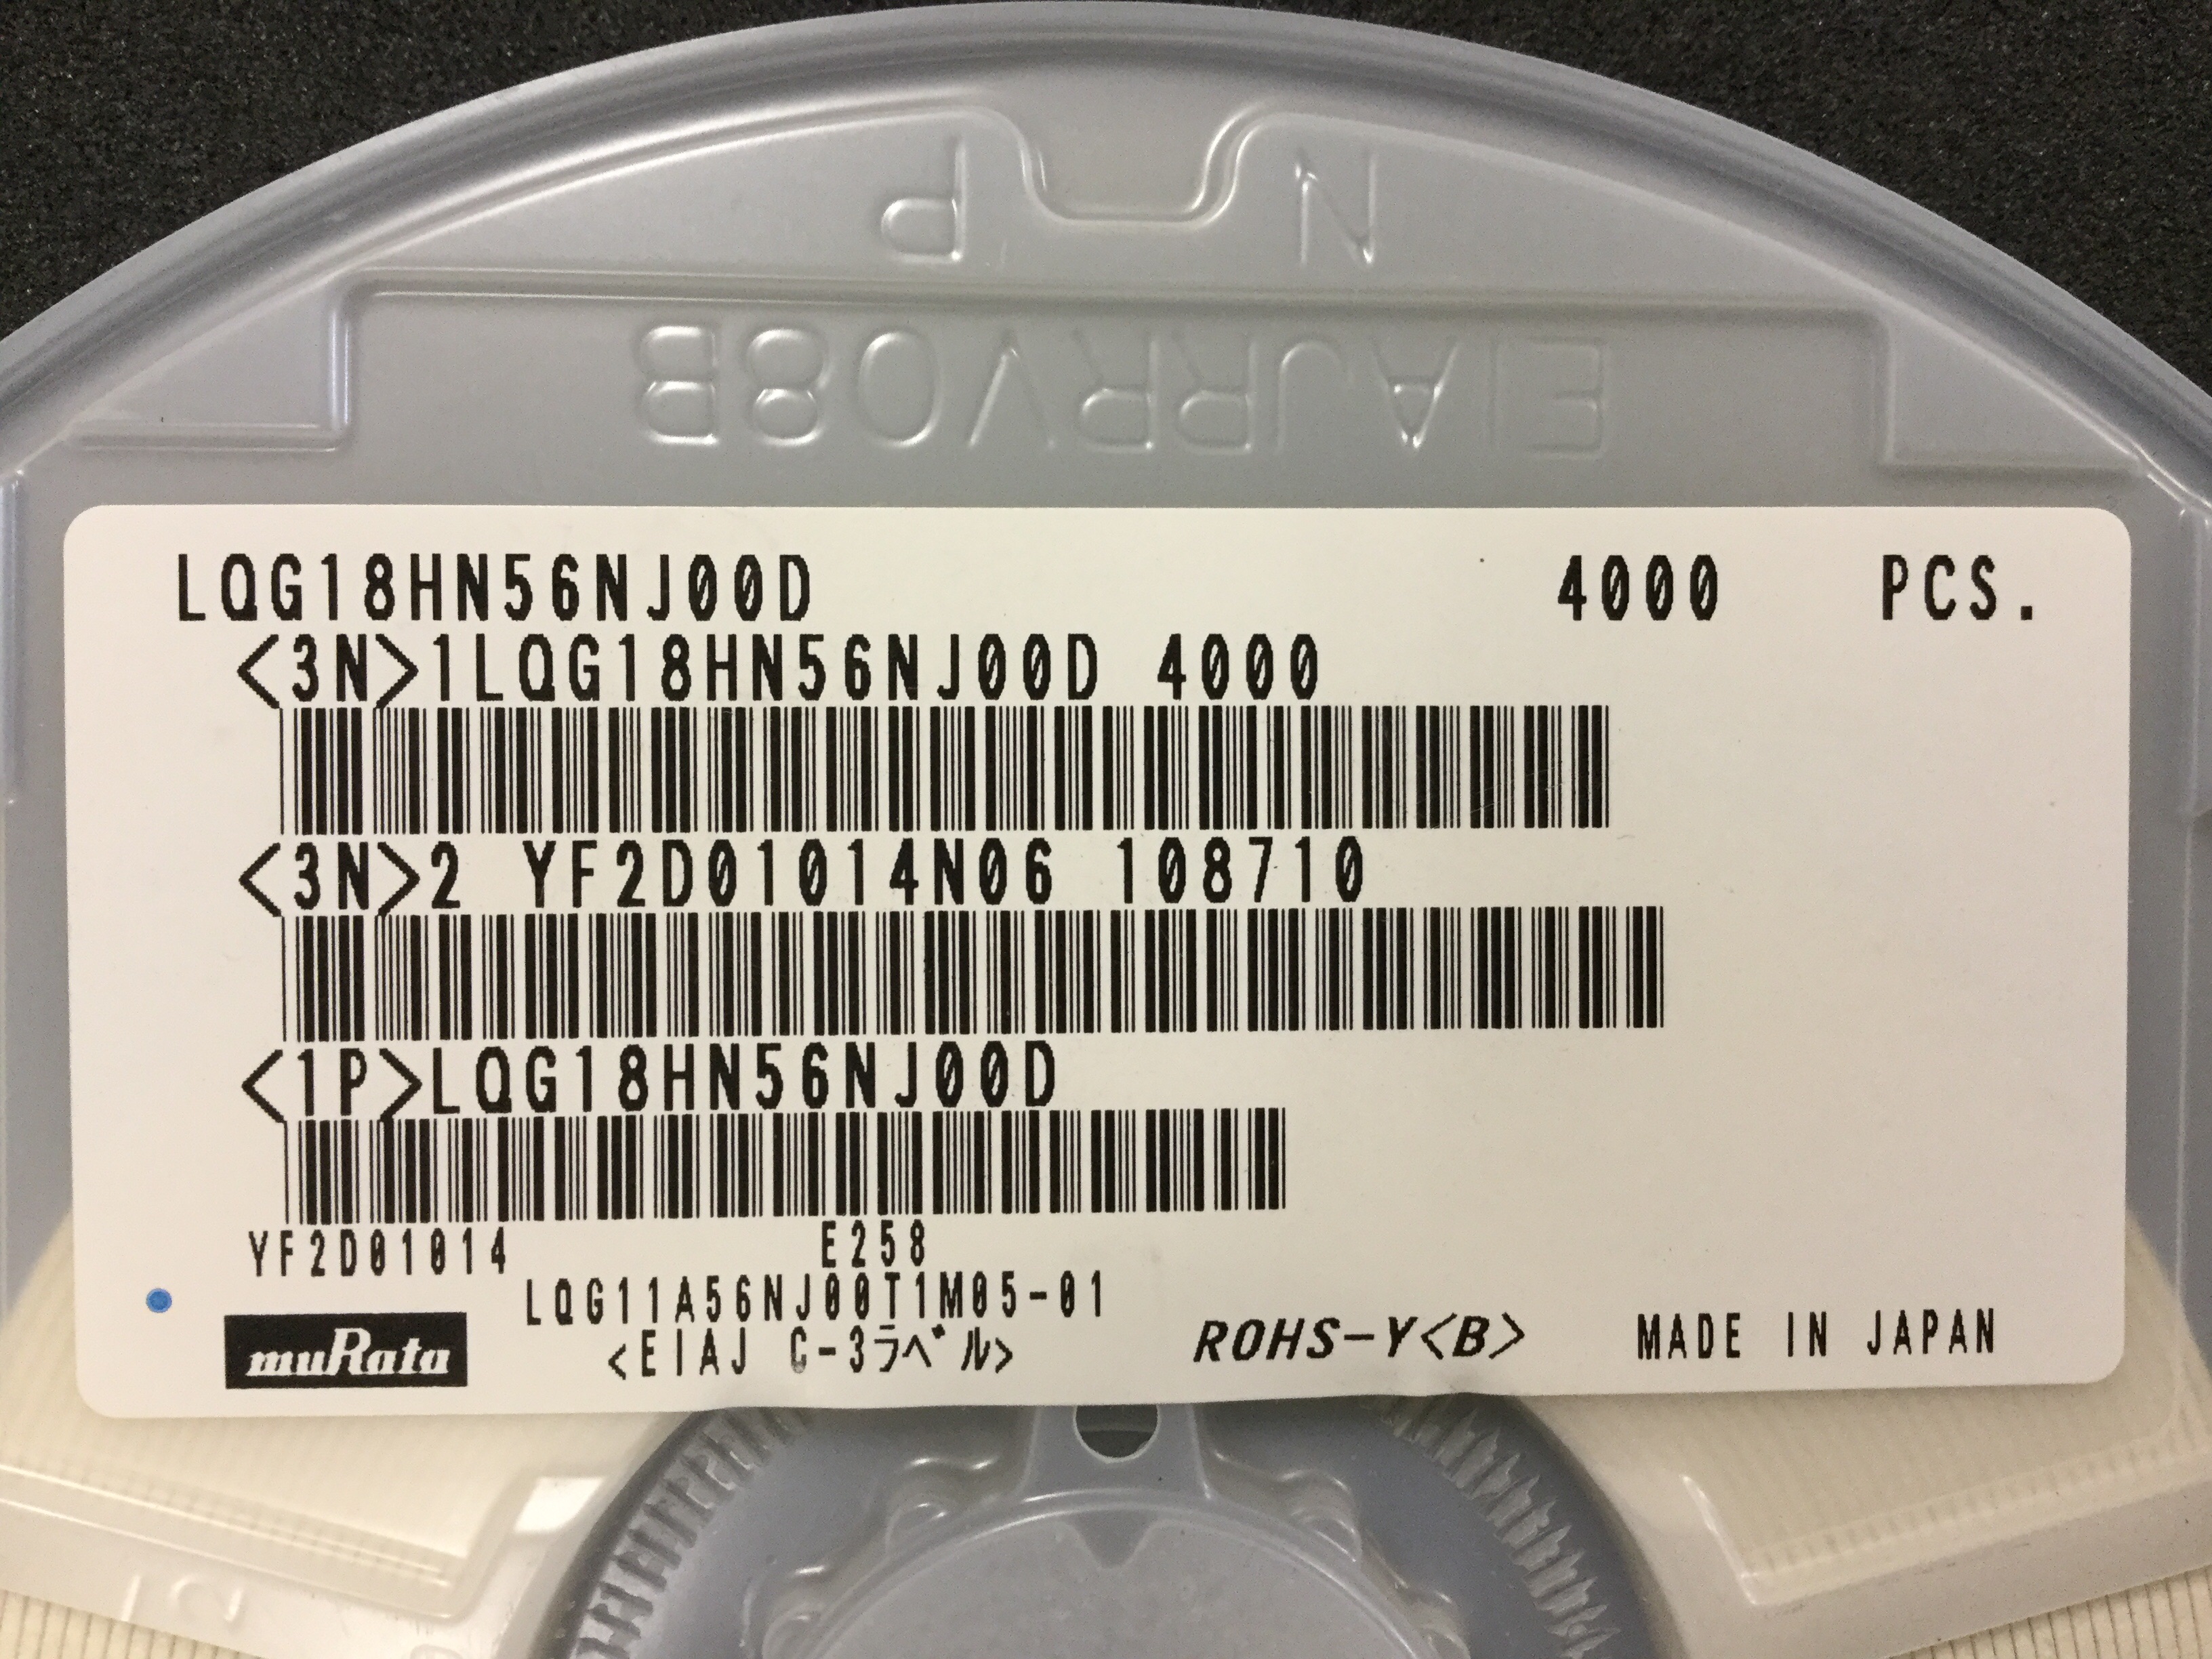 N P
EIAJRRV08B
LQG18HN56NJ00D 4000 PCS.
<3N>1LQG18HN56NJ00D 4000
<3N>2 YF2D01014N06 108710
<1P>LQG18HN56NJ00D
YF2D01014 E258
LQG11A56NJ00T1M05-01
muRata <EIAJ C-3ラベル> ROHS-Y<B> MADE IN JAPAN